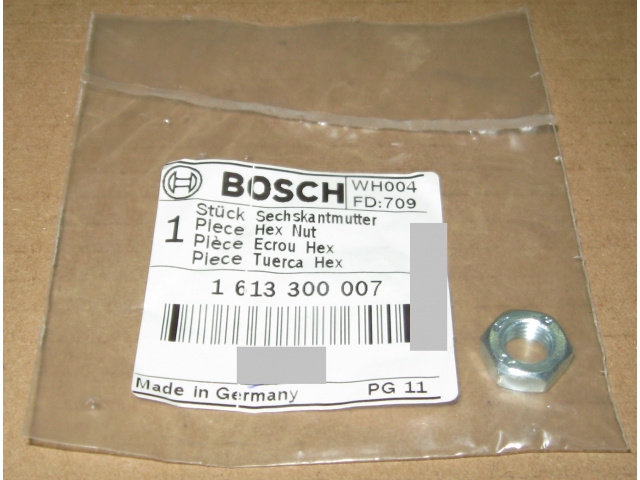 BOSCH
WH004
FD:709
1
Stück Sechskantmutter
Piece Hex Nut
Pièce Ecrou Hex
Piece Tuerca Hex
1 613 300 007
Made in Germany
PG 11